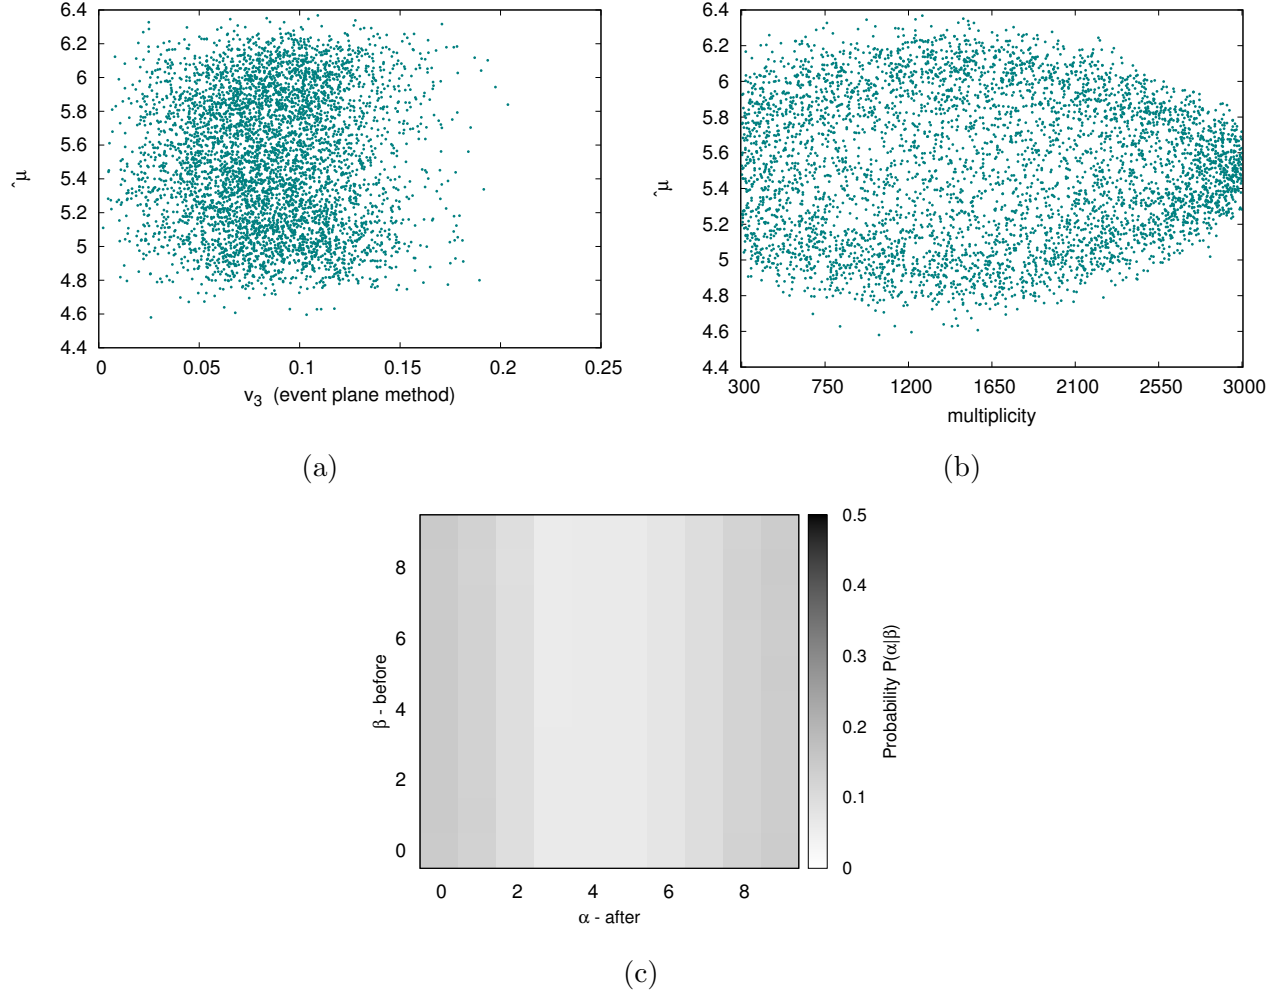 6.4
6.2
6
5.8
5.6
5.4
5.2
5
4.8
4.6
4.4
μ̂
0 0.05 0.1 0.15 0.2 0.25
v3 (event plane method)
(a)
6.4
6.2
6
5.8
5.6
5.4
5.2
5
4.8
4.6
4.4
μ̂
300 750 1200 1650 2100 2550 3000
multiplicity
(b)
8
6
4
2
0
β - before
0 2 4 6 8
α - after
0.5
0.4
0.3
0.2
0.1
0
Probability P(α|β)
(c)